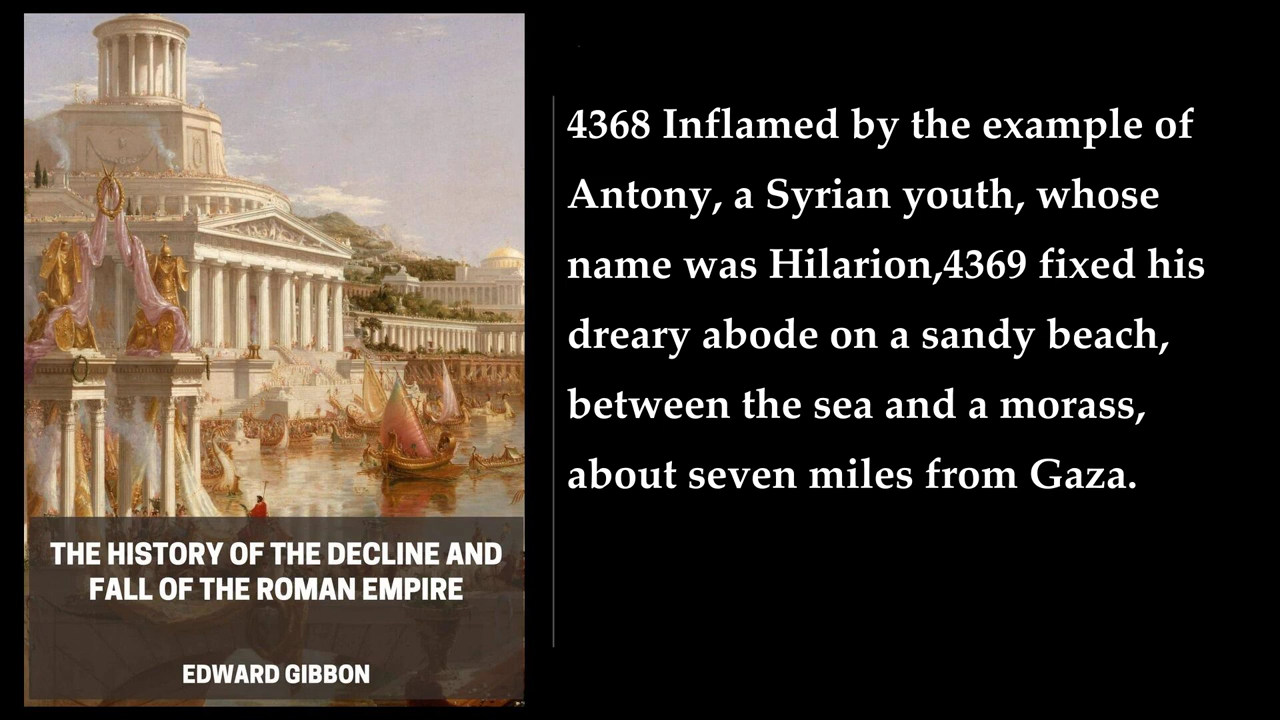 4368 Inflamed by the example of
Antony, a Syrian youth, whose
name was Hilarion,4369 fixed his
dreary abode on a sandy beach,
between the sea and a morass,
about seven miles from Gaza.
THE HISTORY OF THE DECLINE AND
FALL OF THE ROMAN EMPIRE
EDWARD GIBBON